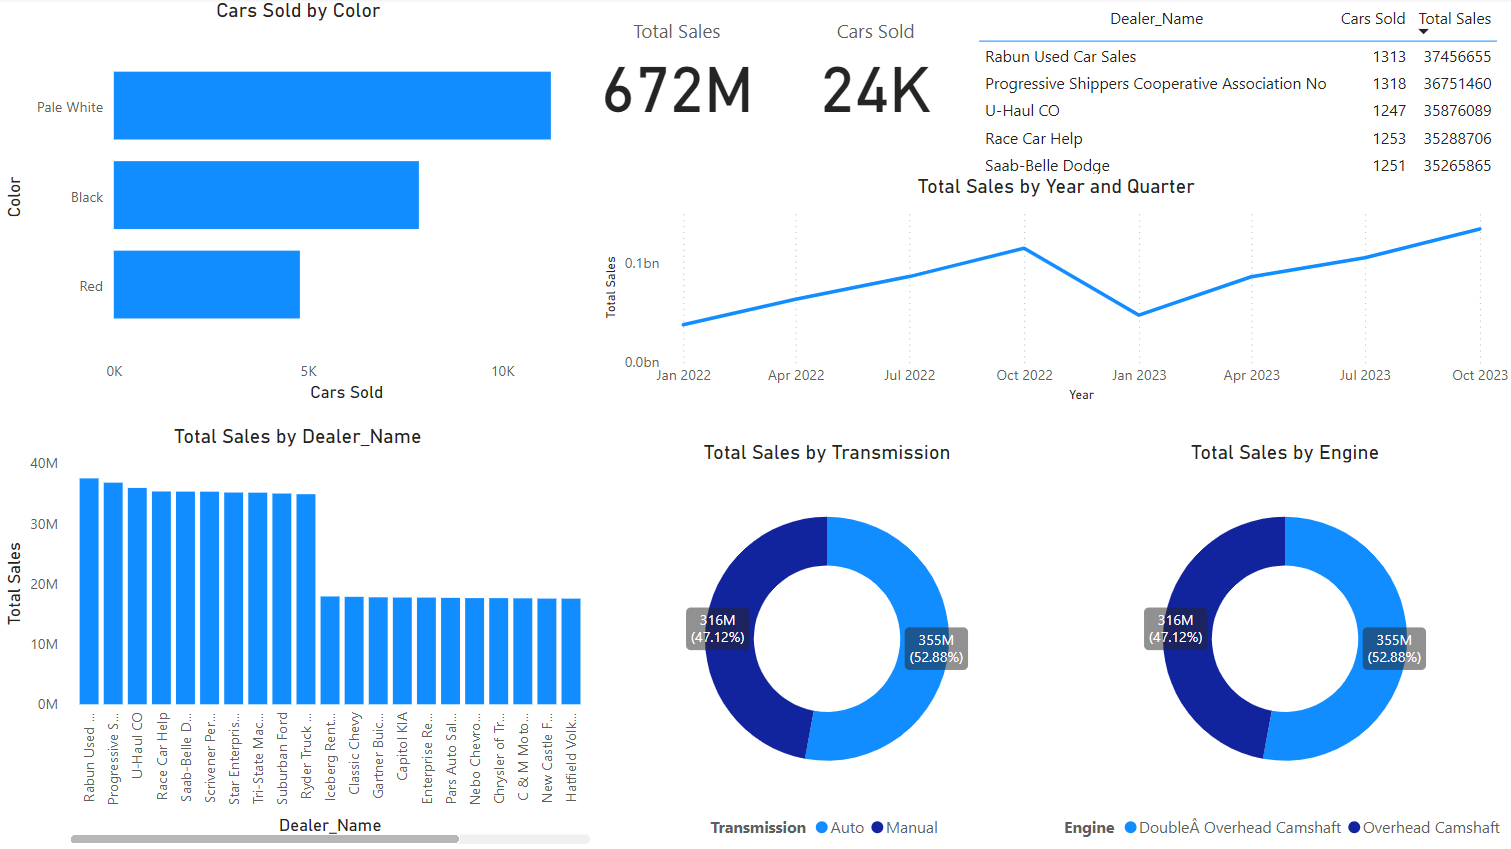 Cars Sold by Color
Color
Pale White
Black
Red
0K 5K 10K
Cars Sold
Total Sales
672M
Cars Sold
24K
Dealer_Name Cars Sold Total Sales
Rabun Used Car Sales 1313 37456655
Progressive Shippers Cooperative Association No 1318 36751460
U-Haul CO 1247 35876089
Race Car Help 1253 35288706
Saab-Belle Dodge 1251 35265865
Total Sales by Year and Quarter
Total Sales
0.1bn
0.0bn
Jan 2022 Apr 2022 Jul 2022 Oct 2022 Jan 2023 Apr 2023 Jul 2023 Oct 2023
Year
Total Sales by Dealer_Name
Total Sales
40M
30M
20M
10M
0M
Rabun Used ...
Progressive S...
U-Haul CO
Race Car Help
Saab-Belle D...
Scrivener Per...
Star Enterpris...
Tri-State Mac...
Suburban Ford
Ryder Truck ...
Iceberg Rent...
Classic Chevy
Gartner Buic...
Capitol KIA
Enterprise Re...
Pars Auto Sal...
Nebo Chevro...
Chrysler of Tr...
C & M Moto...
New Castle F...
Hatfield Volk...
Dealer_Name
Total Sales by Transmission
316M
(47.12%)
355M
(52.88%)
Transmission Auto Manual
Total Sales by Engine
316M
(47.12%)
355M
(52.88%)
Engine DoubleÂ Overhead Camshaft Overhead Camshaft